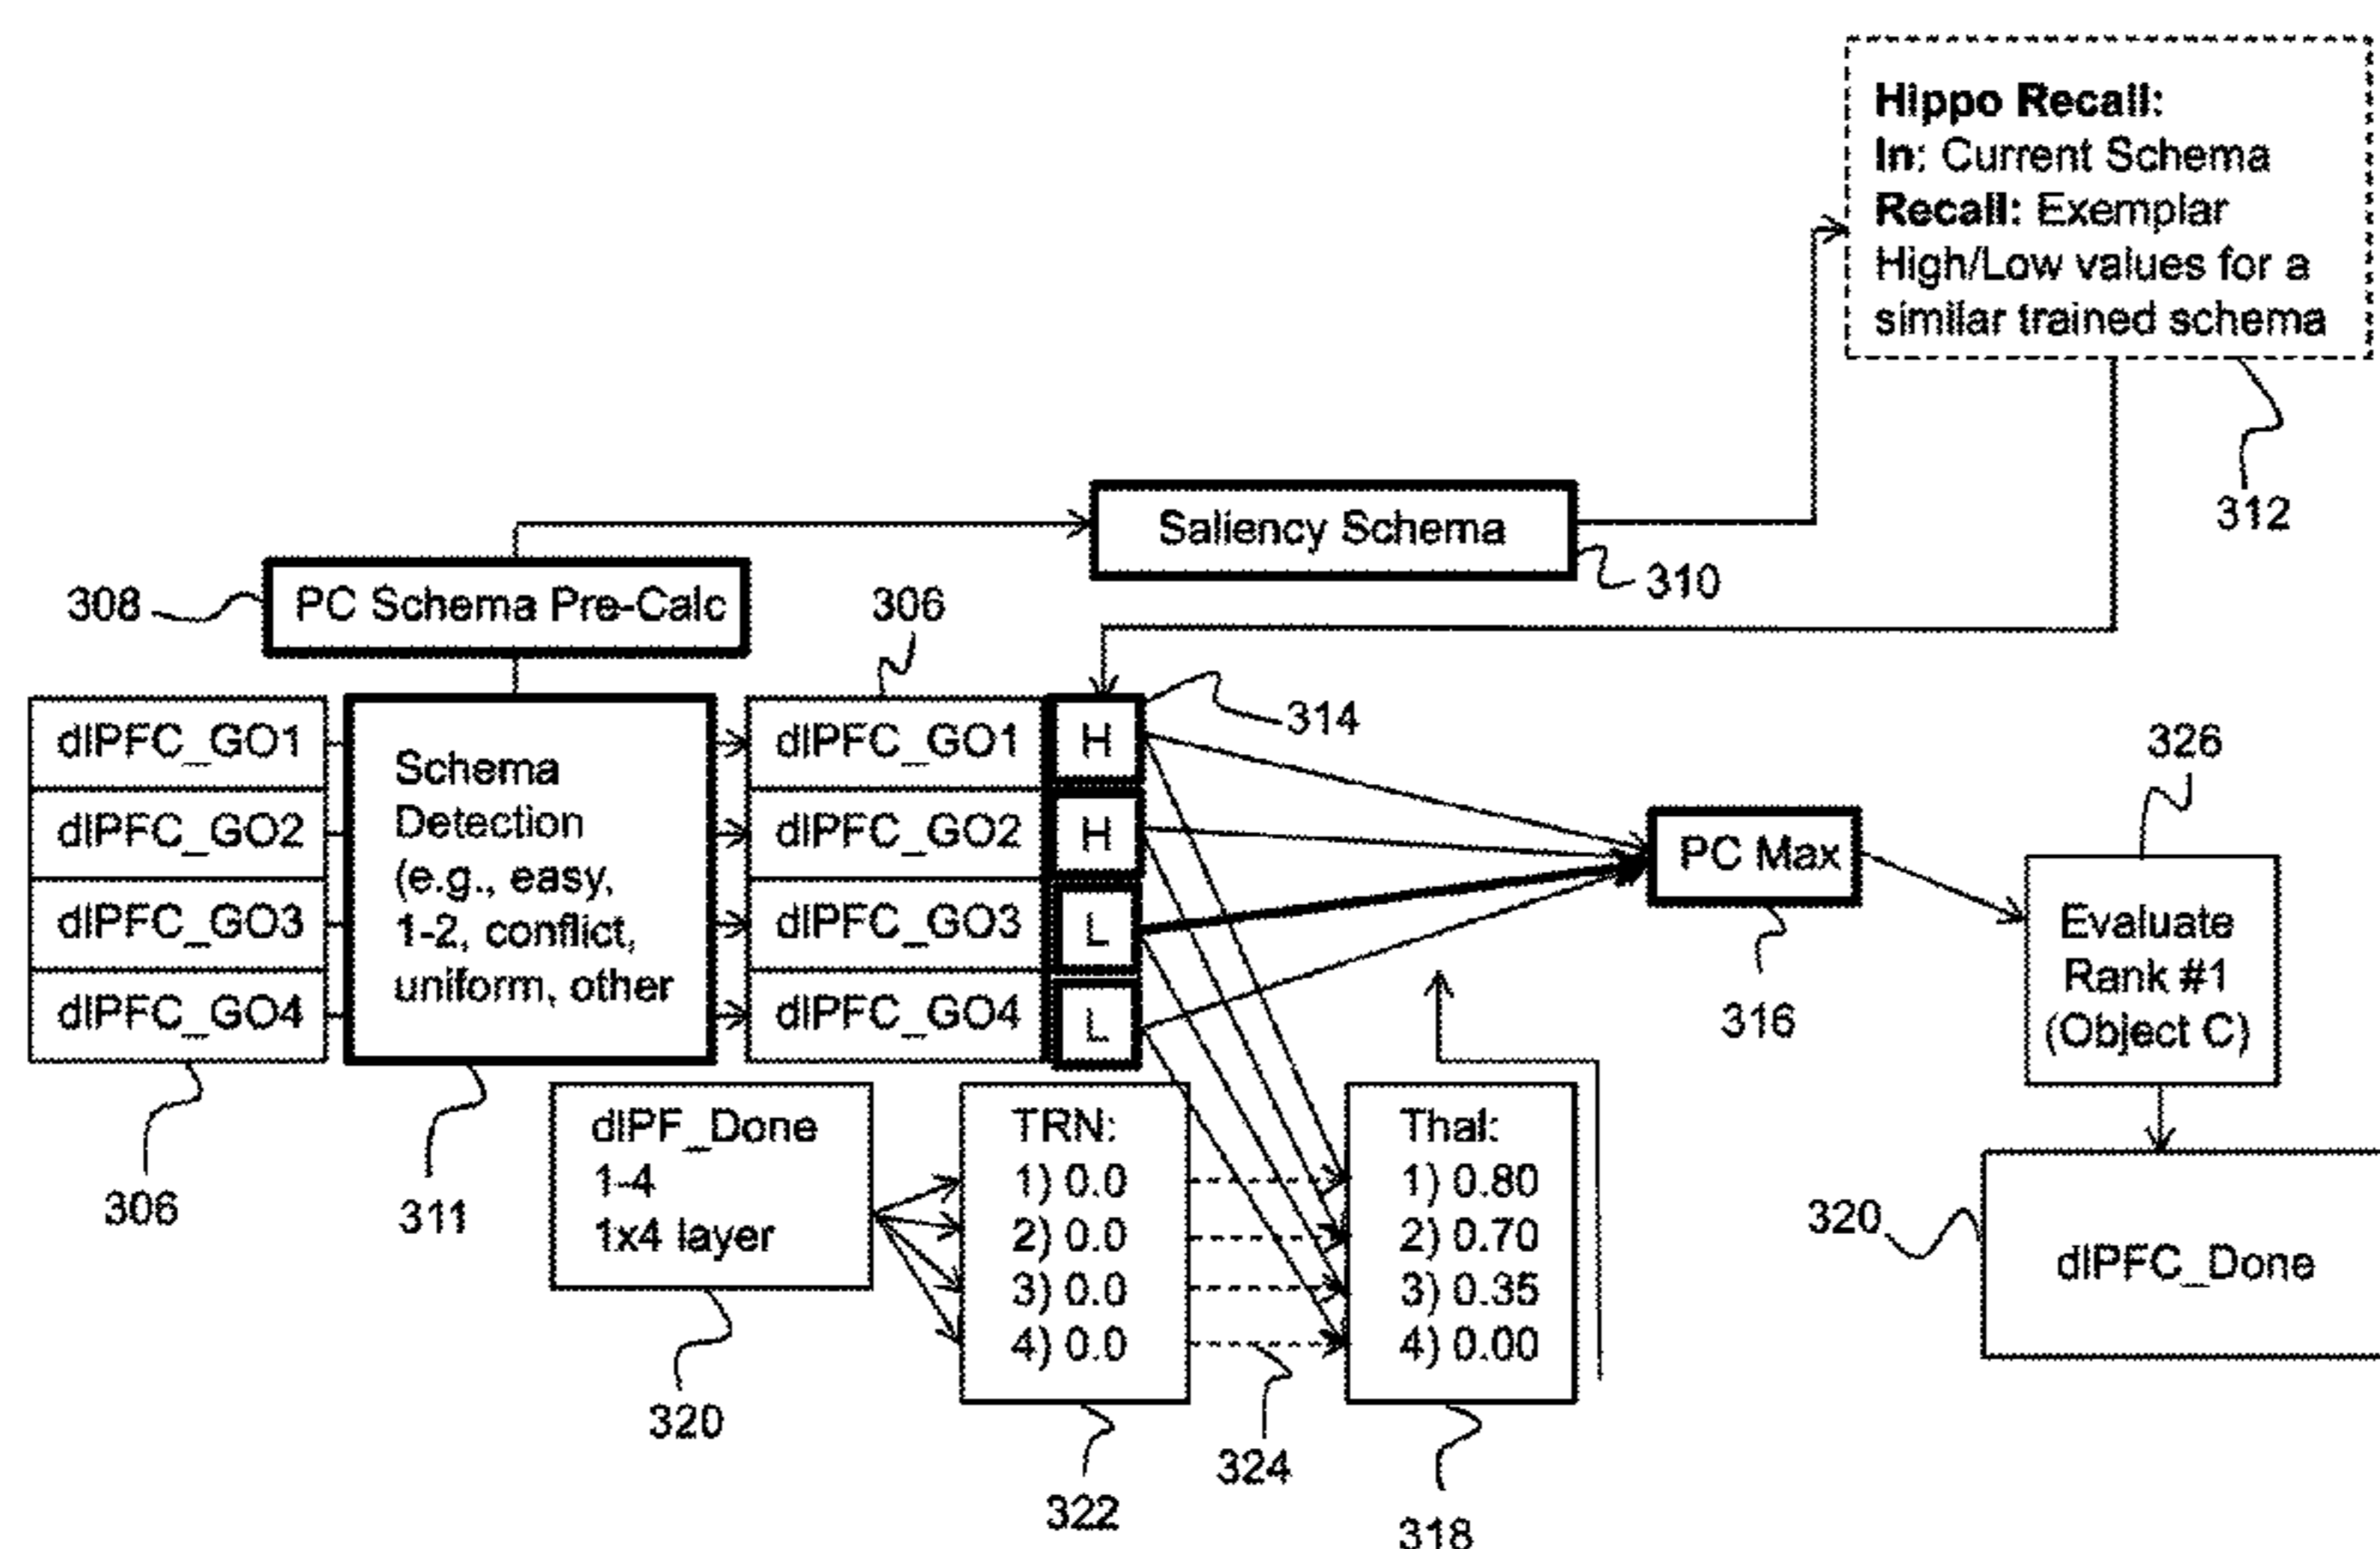 Hippo Recall:
In: Current Schema
Recall: Exemplar
High/Low values for a
similar trained schema
312
Saliency Schema
310
308
PC Schema Pre-Calc
306
314
dlPFC_GO1
dlPFC_GO2
dlPFC_GO3
dlPFC_GO4
306
Schema
Detection
(e.g., easy,
1-2, conflict,
uniform, other
311
dlPFC_GO1
dlPFC_GO2
dlPFC_GO3
dlPFC_GO4
H
H
L
L
PC Max
316
326
Evaluate
Rank #1
(Object C)
dlPF_Done
1-4
1x4 layer
320
TRN:
1) 0.0
2) 0.0
3) 0.0
4) 0.0
322
324
Thal:
1) 0.80
2) 0.70
3) 0.35
4) 0.00
318
320
dlPFC_Done